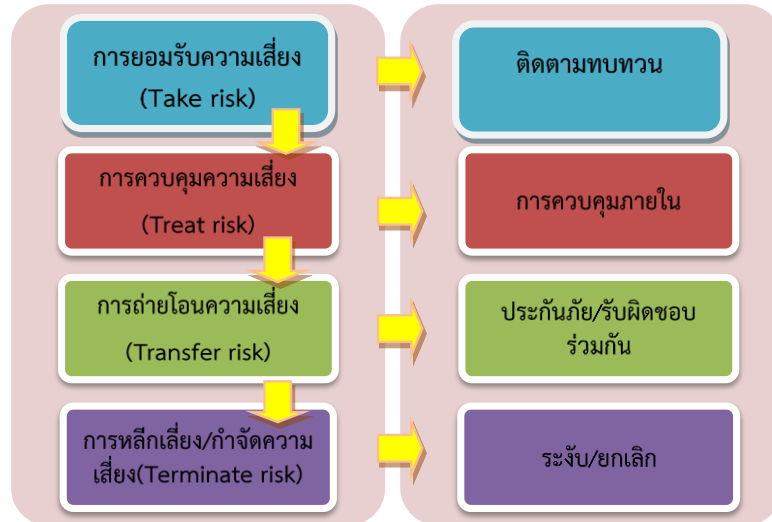 การยอมรับความเสี่ยง
(Take risk)
ติดตามทบทวน
การควบคุมความเสี่ยง
(Treat risk)
การควบคุมภายใน
การถ่ายโอนความเสี่ยง
(Transfer risk)
ประกันภัย/รับผิดชอบ
ร่วมกัน
การหลีกเลี่ยง/กำจัดความ
เสี่ยง(Terminate risk)
ระงับ/ยกเลิก